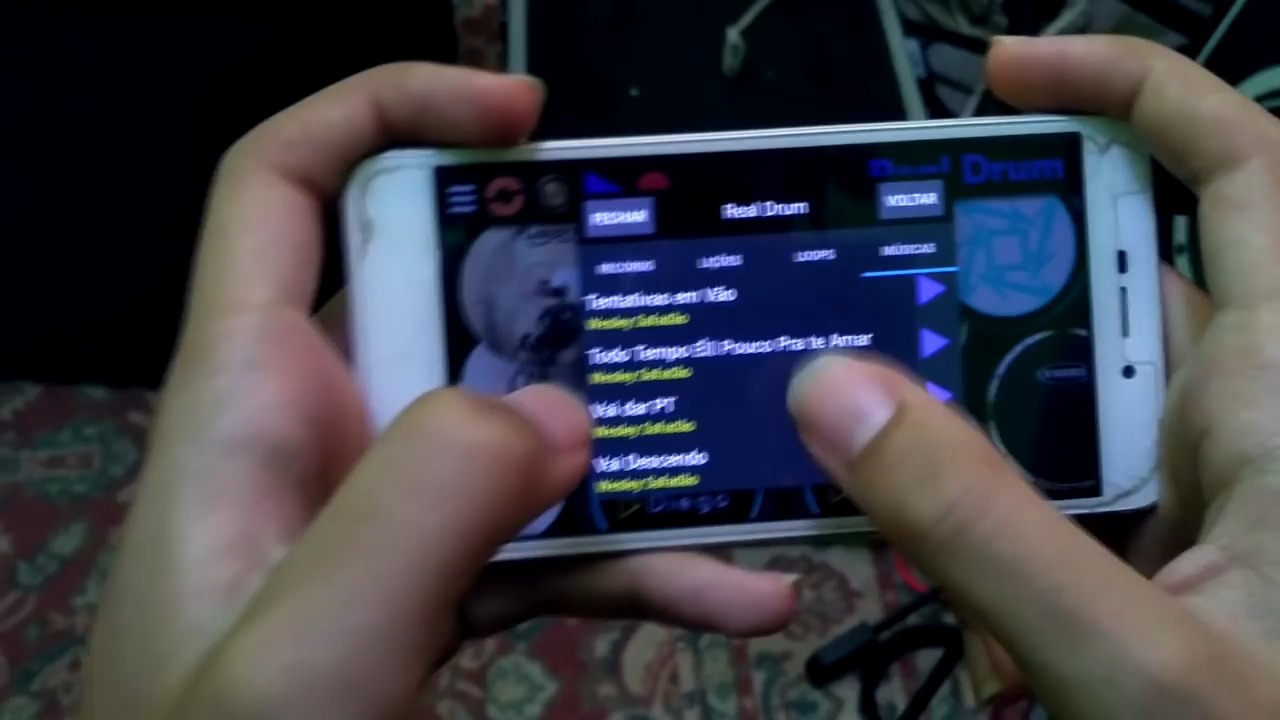 Real Drum
FECHAR
Real Drum
VOLTAR
RECORDS
LIÇÕES
LOOPS
MÚSICAS
Tentativas em Vão
Wesley Safadão
Todo Tempo É Pouco Pra te Amar
Wesley Safadão
Vai dar PT
Wesley Safadão
Vai Descendo
Wesley Safadão
Diego